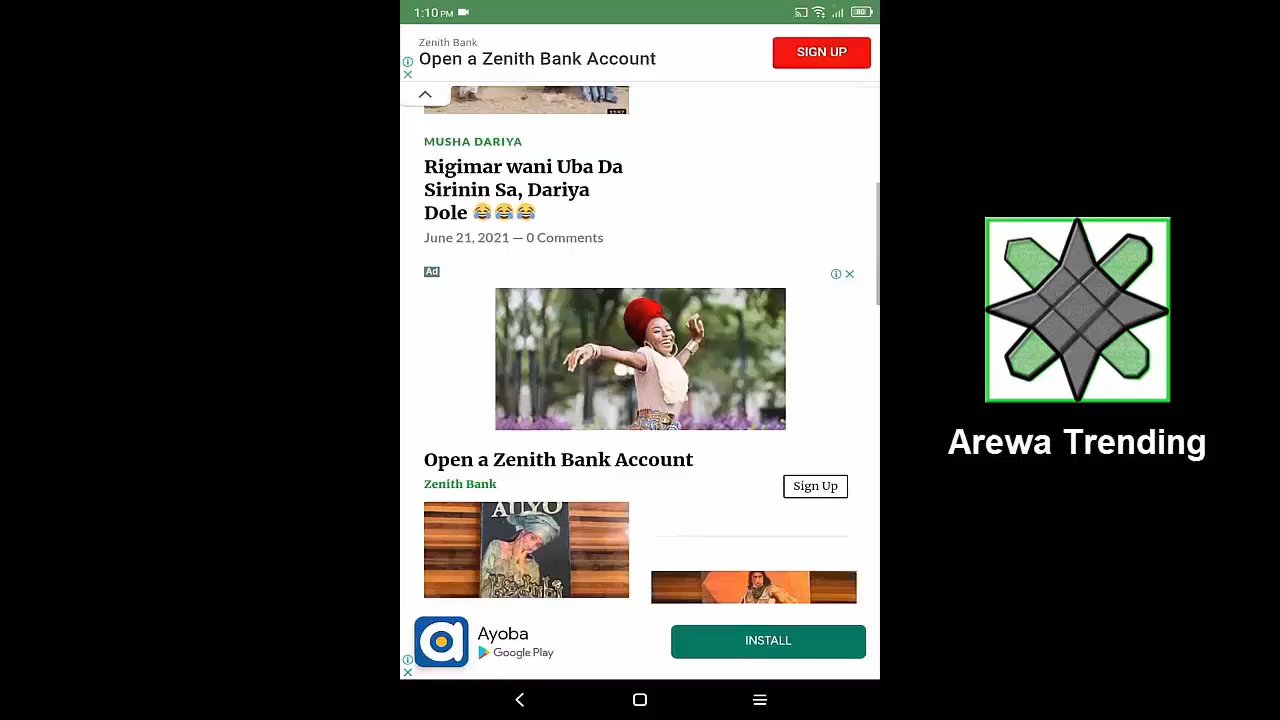 1:10 PM
80
Zenith Bank
Open a Zenith Bank Account
SIGN UP
MUSHA DARIYA
Rigimar wani Uba Da
Sirinin Sa, Dariya
Dole 😂😂😂
June 21, 2021 — 0 Comments
Ad
Open a Zenith Bank Account
Zenith Bank
Sign Up
Ayoba
Google Play
INSTALL
Arewa Trending